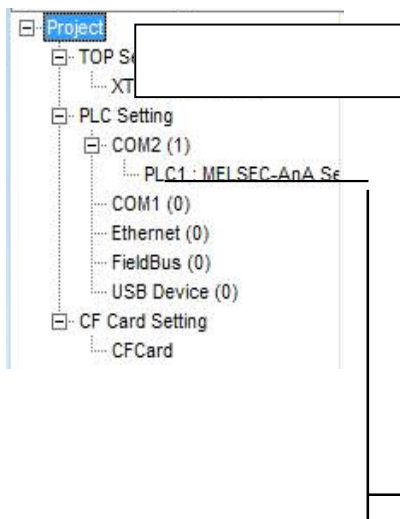 Project
TOP
XT
PLC Setting
COM2 (1)
PLC1 : MELSEC-AnA Se
COM1 (0)
Ethernet (0)
FieldBus (0)
USB Device (0)
CF Card Setting
CFCard